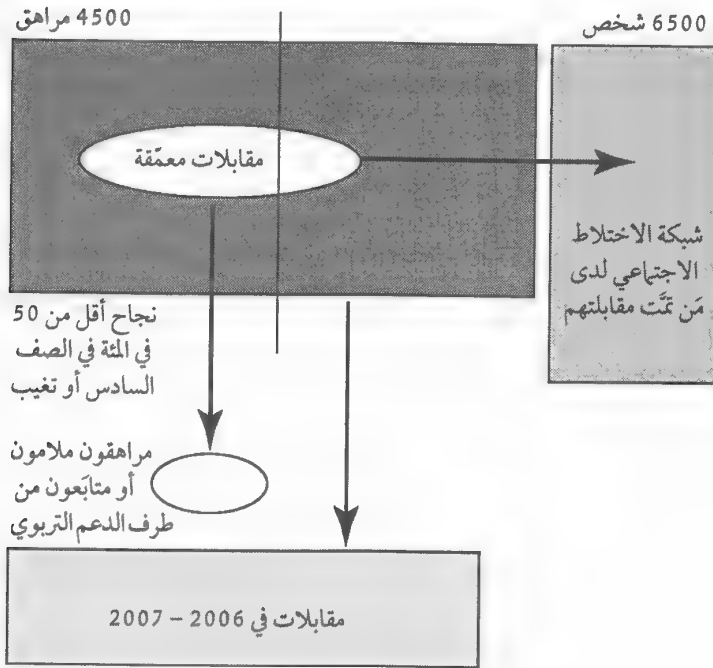 6500 شخص
4500 مراهق
مقابلات معمّقة
شبكة الاختلاط
الاجتماعي لدى
مَن تمَّت مقابلتهم
نجاح أقل من 50
في المئة في الصف
السادس أو تغيب
مراهقون ملامون
أو متابَعون من
طرف الدعم التربوي
مقابلات في 2006 – 2007